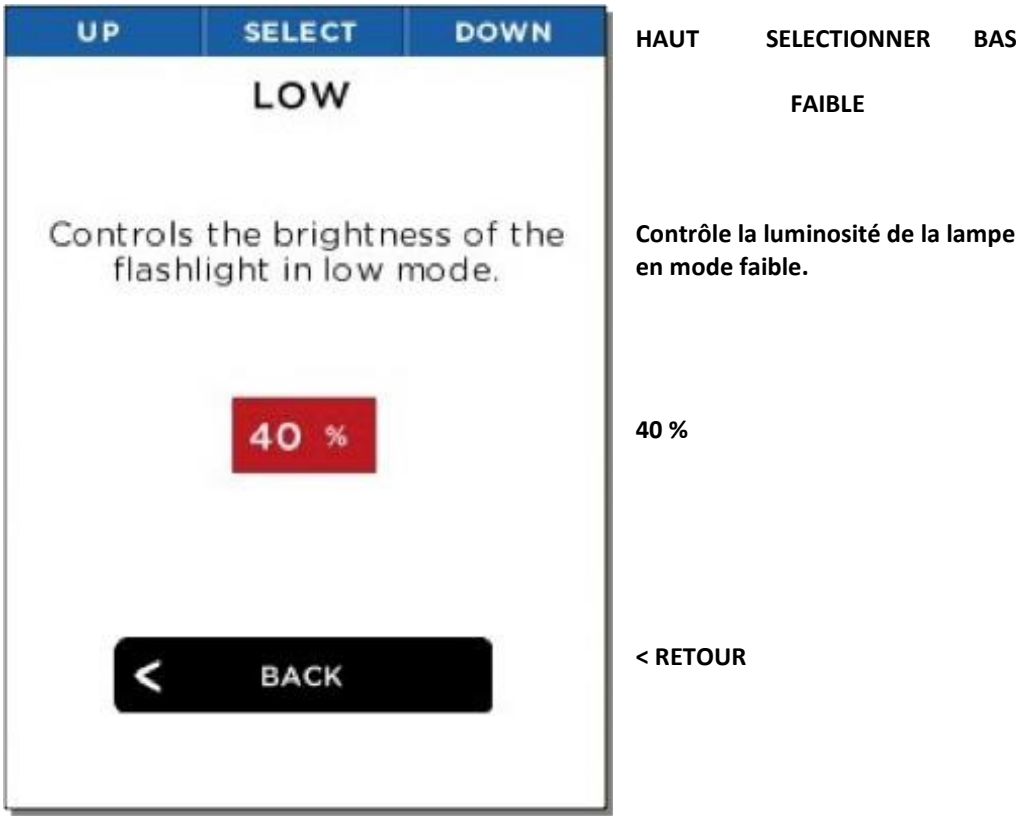 UP SELECT DOWN
LOW
Controls the brightness of the
flashlight in low mode.
40 %
< BACK
HAUT SELECTIONNER BAS
FAIBLE
Contrôle la luminosité de la lampe
en mode faible.
40 %
< RETOUR